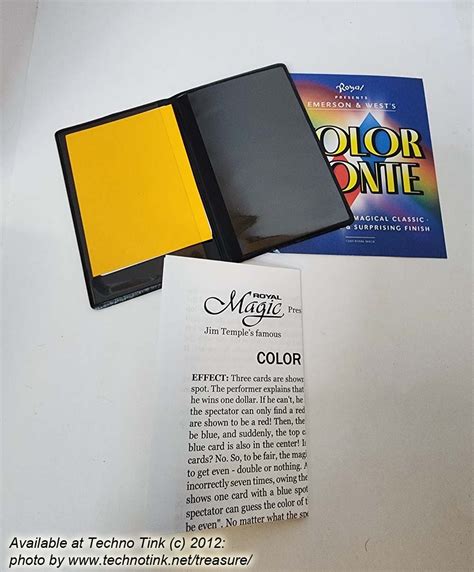 Royal
PRESENTS
EMERSON & WEST'S
OLOR
ONTE
MAGICAL CLASSIC
& SURPRISING FINISH
ROYAL
Magic Pres
Jim Temple's famous
COLOR
EFFECT: Three cards are shown
spot. The performer explains that
he wins one dollar. If he can't, he
the spectator can only find a red
are shown to be a red! Then, the
be blue, and suddenly, the top c
blue card is also in the center! I
cards? No. So, to be fair, the magi
to get even - double or nothing. A
incorrectly seven times, owing the
shows one card with a blue spot
the spectator can guess the color of
be even". No matter what the sp
Available at Techno Tink (c) 2012:
photo by www.technotink.net/treasure/